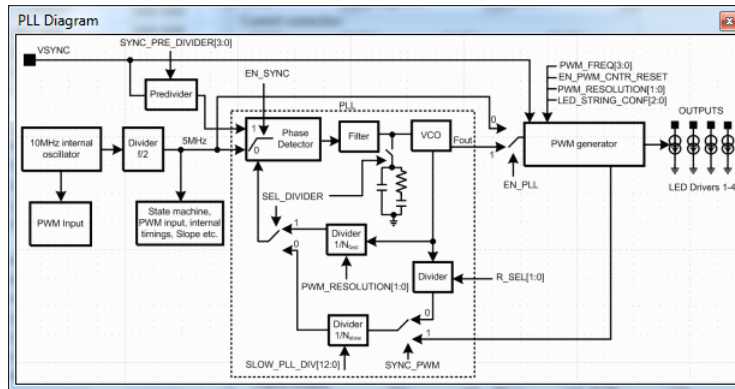 PLL Diagram
x
SYNC_PRE_DIVIDER[3:0]
VSYNC
Predivider
EN_SYNC
PWM_FREQ[3:0]
EN_PWM_CNTR_RESET
PWM_RESOLUTION[1:0]
LED_STRING_CONF[2:0]
PLL
OUTPUTS
10MHz internal
oscillator
Divider
f/2
5MHz
1
0
Phase
Detector
Filter
VCO
Fout
0
1
PWM generator
EN_PLL
LED Drivers 1-4
PWM Input
State machine,
PWM input, internal
timings, Slope etc.
SEL_DIVIDER
1
0
Divider
1/Nfast
PWM_RESOLUTION[1:0]
Divider
R_SEL[1:0]
0
1
Divider
1/Nslow
SLOW_PLL_DIV[12:0]
SYNC_PWM